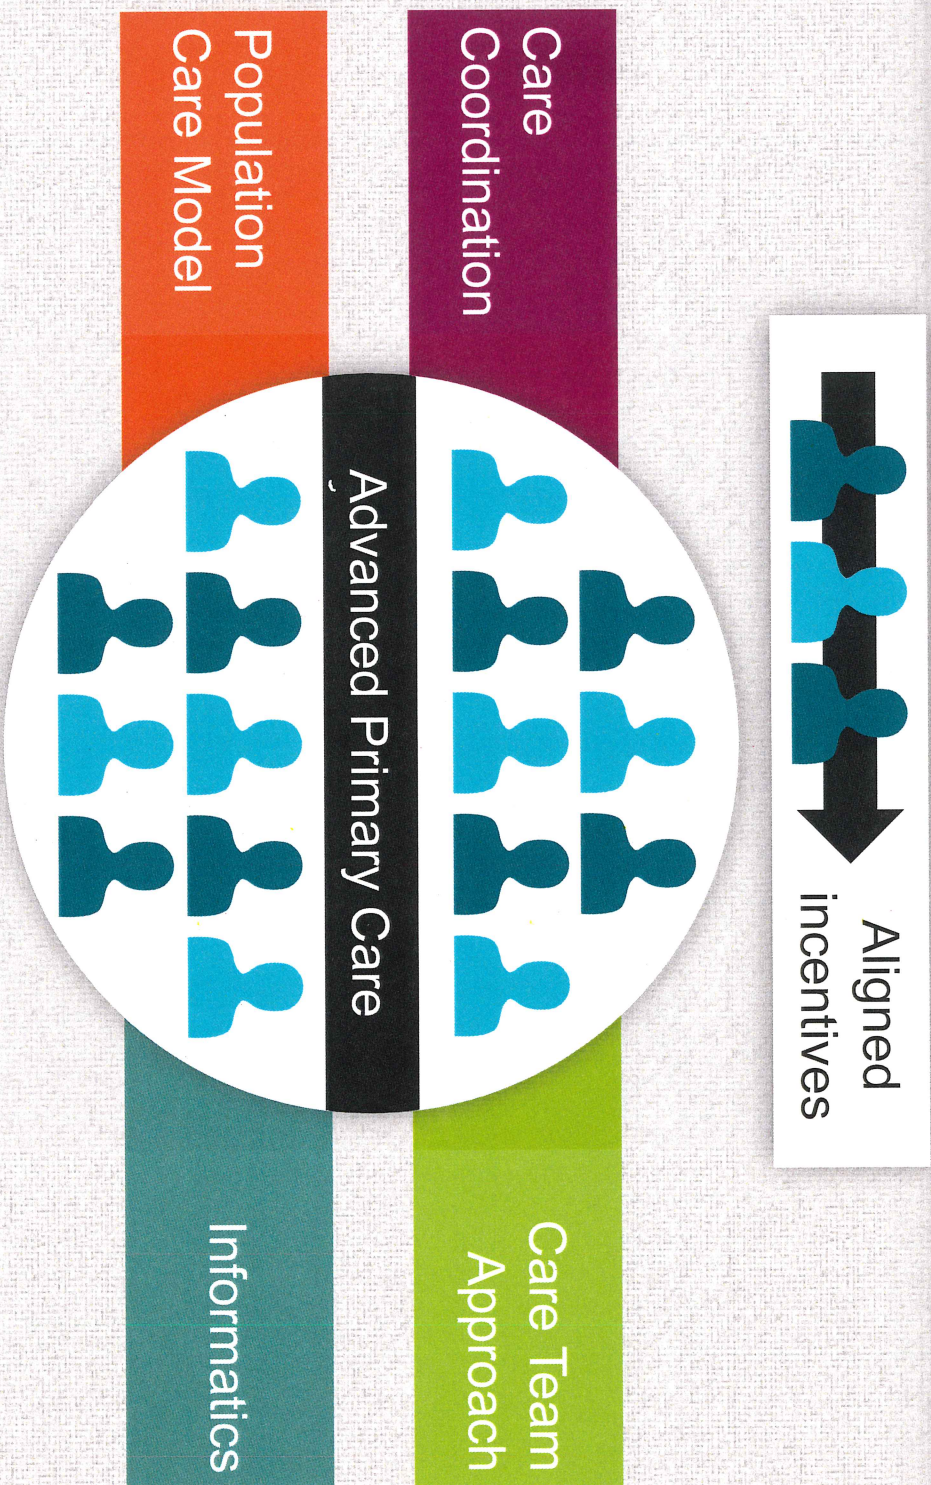 Aligned
incentives
Care
Coordination
Care Team
Approach
Advanced Primary Care
Population
Care Model
Informatics